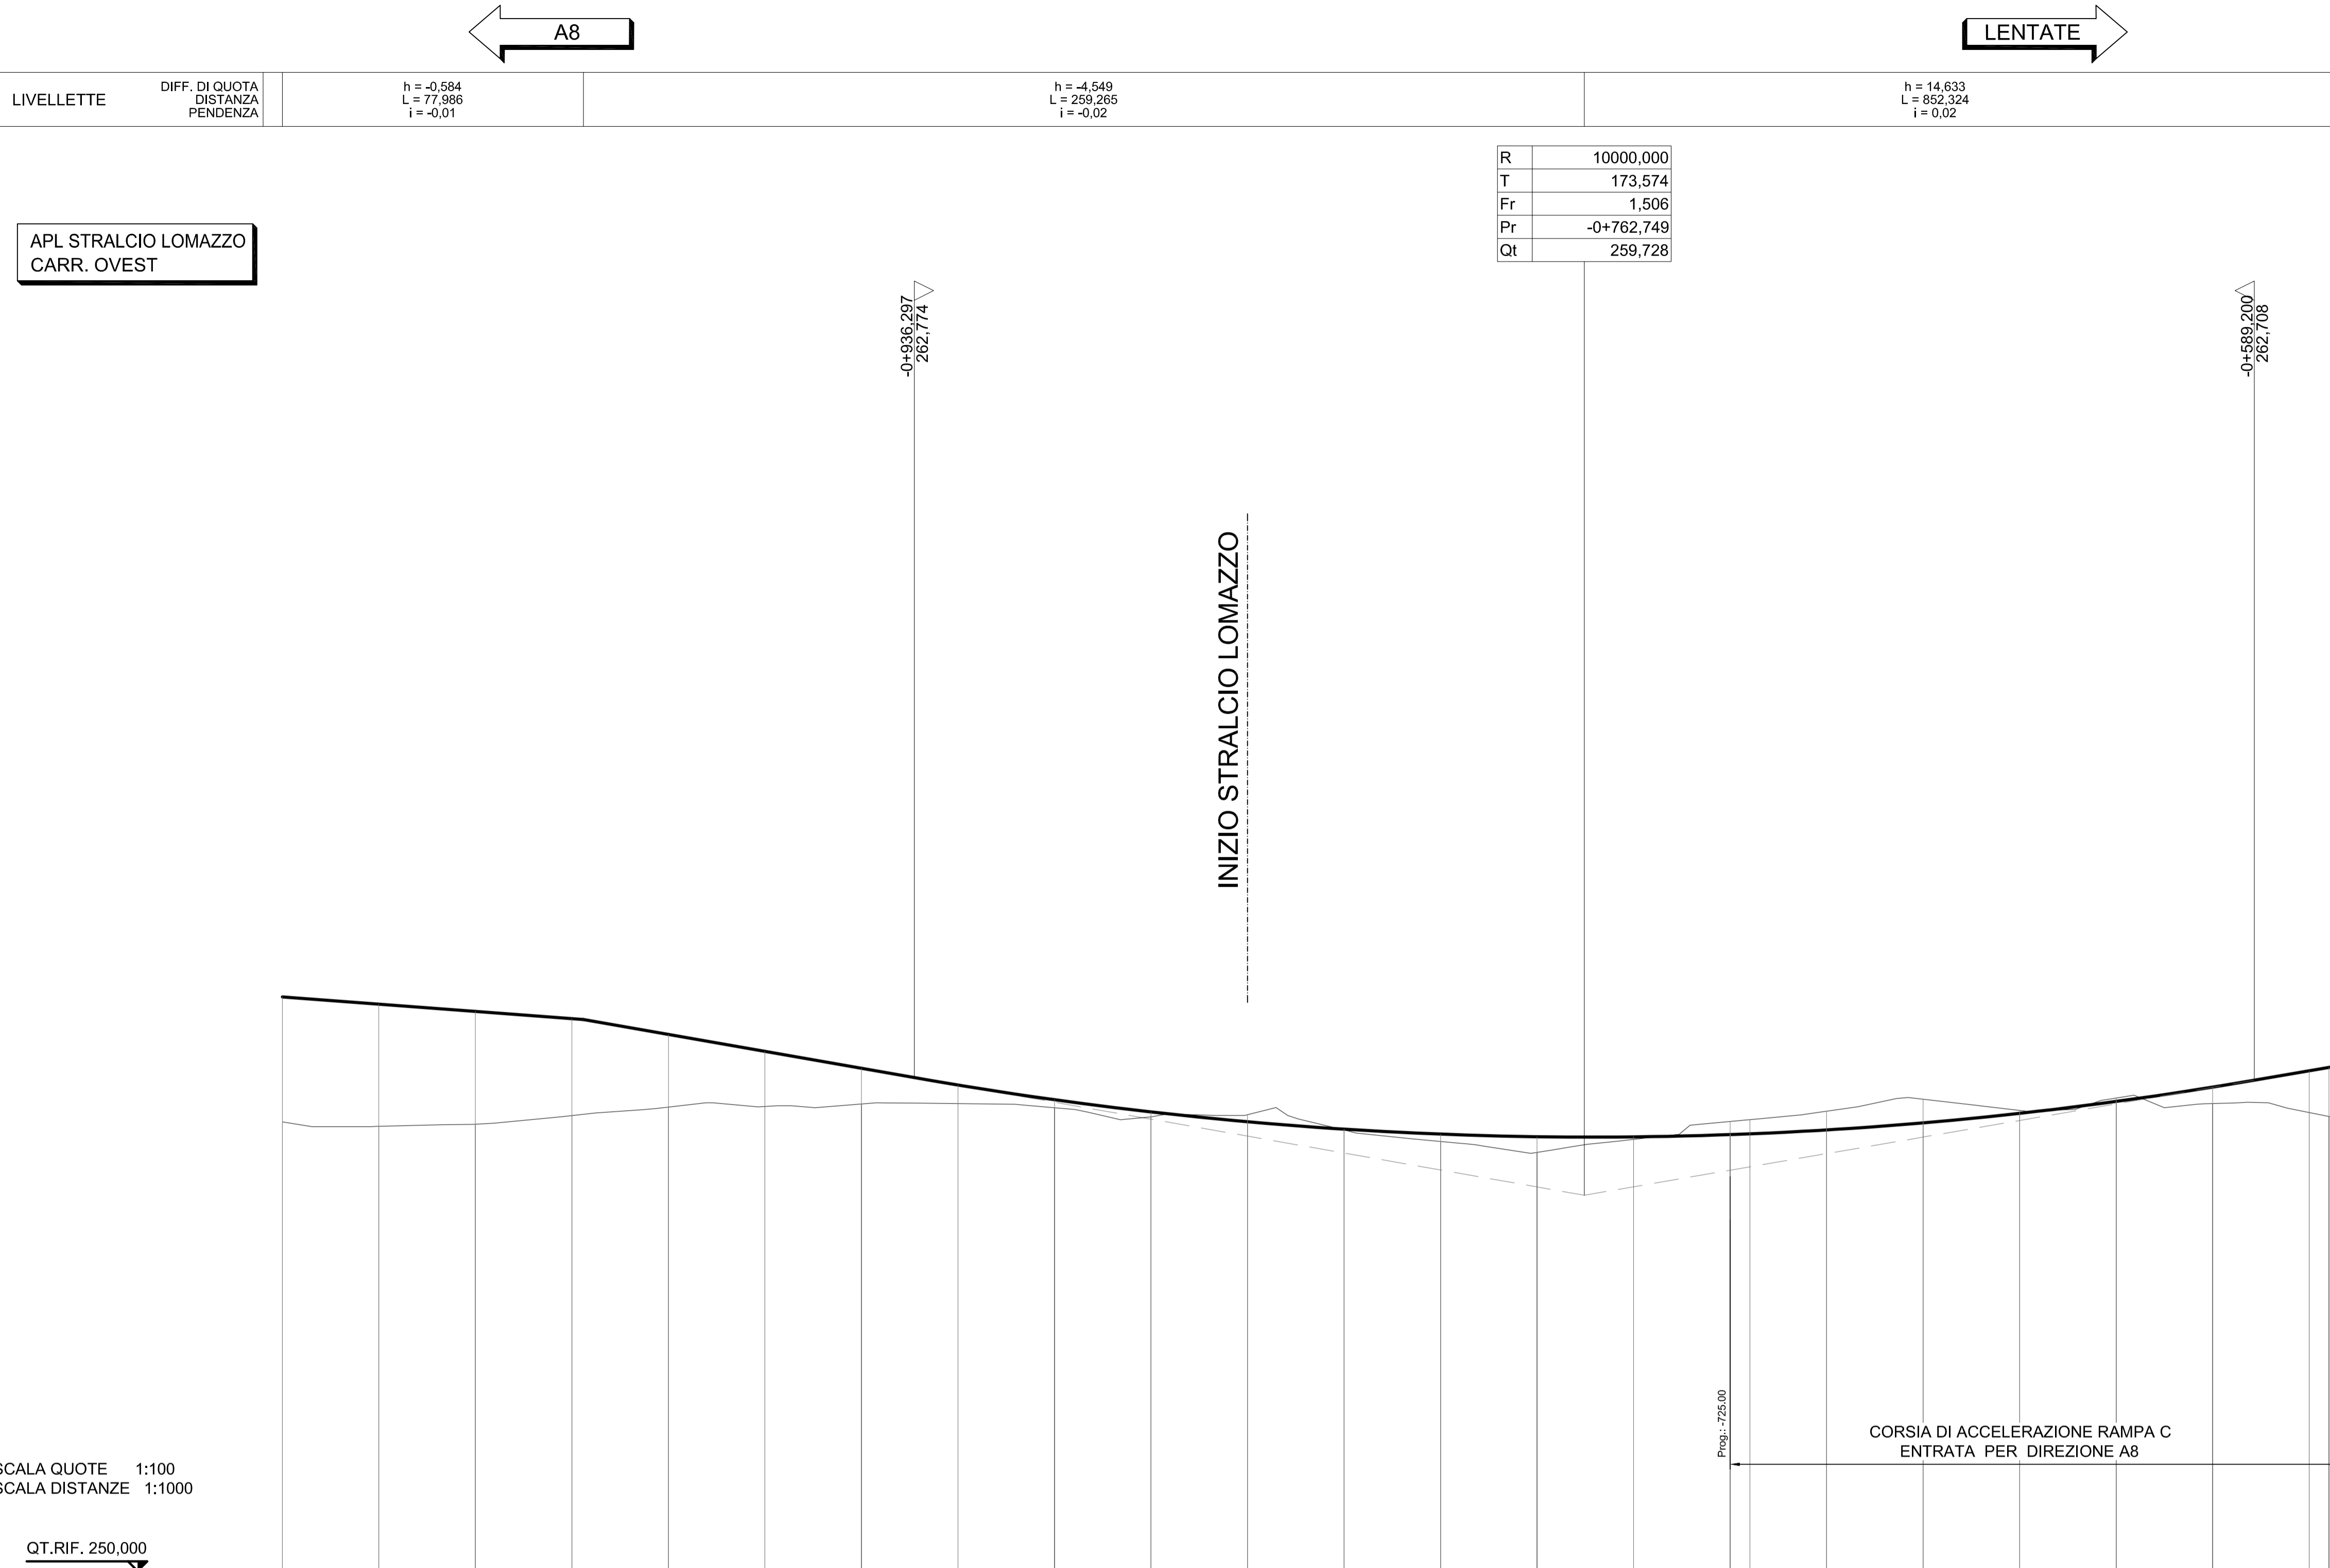 A8
LENTATE
LIVELLETTE
DIFF. DI QUOTA
DISTANZA
PENDENZA
h = -0,584
L = 77,986
i = -0,01
h = -4,549
L = 259,265
i = -0,02
h = 14,633
L = 852,324
i = 0,02
R 10000,000
T 173,574
Fr 1,506
Pr -0+762,749
Qt 259,728
APL STRALCIO LOMAZZO
CARR. OVEST
-0+936,297
262,774
-0+589,200
262,708
INIZIO STRALCIO LOMAZZO
Prog.: -725.00
CORSIA DI ACCELERAZIONE RAMPA C
ENTRATA PER DIREZIONE A8
SCALA QUOTE 1:100
SCALA DISTANZE 1:1000
QT.RIF. 250,000